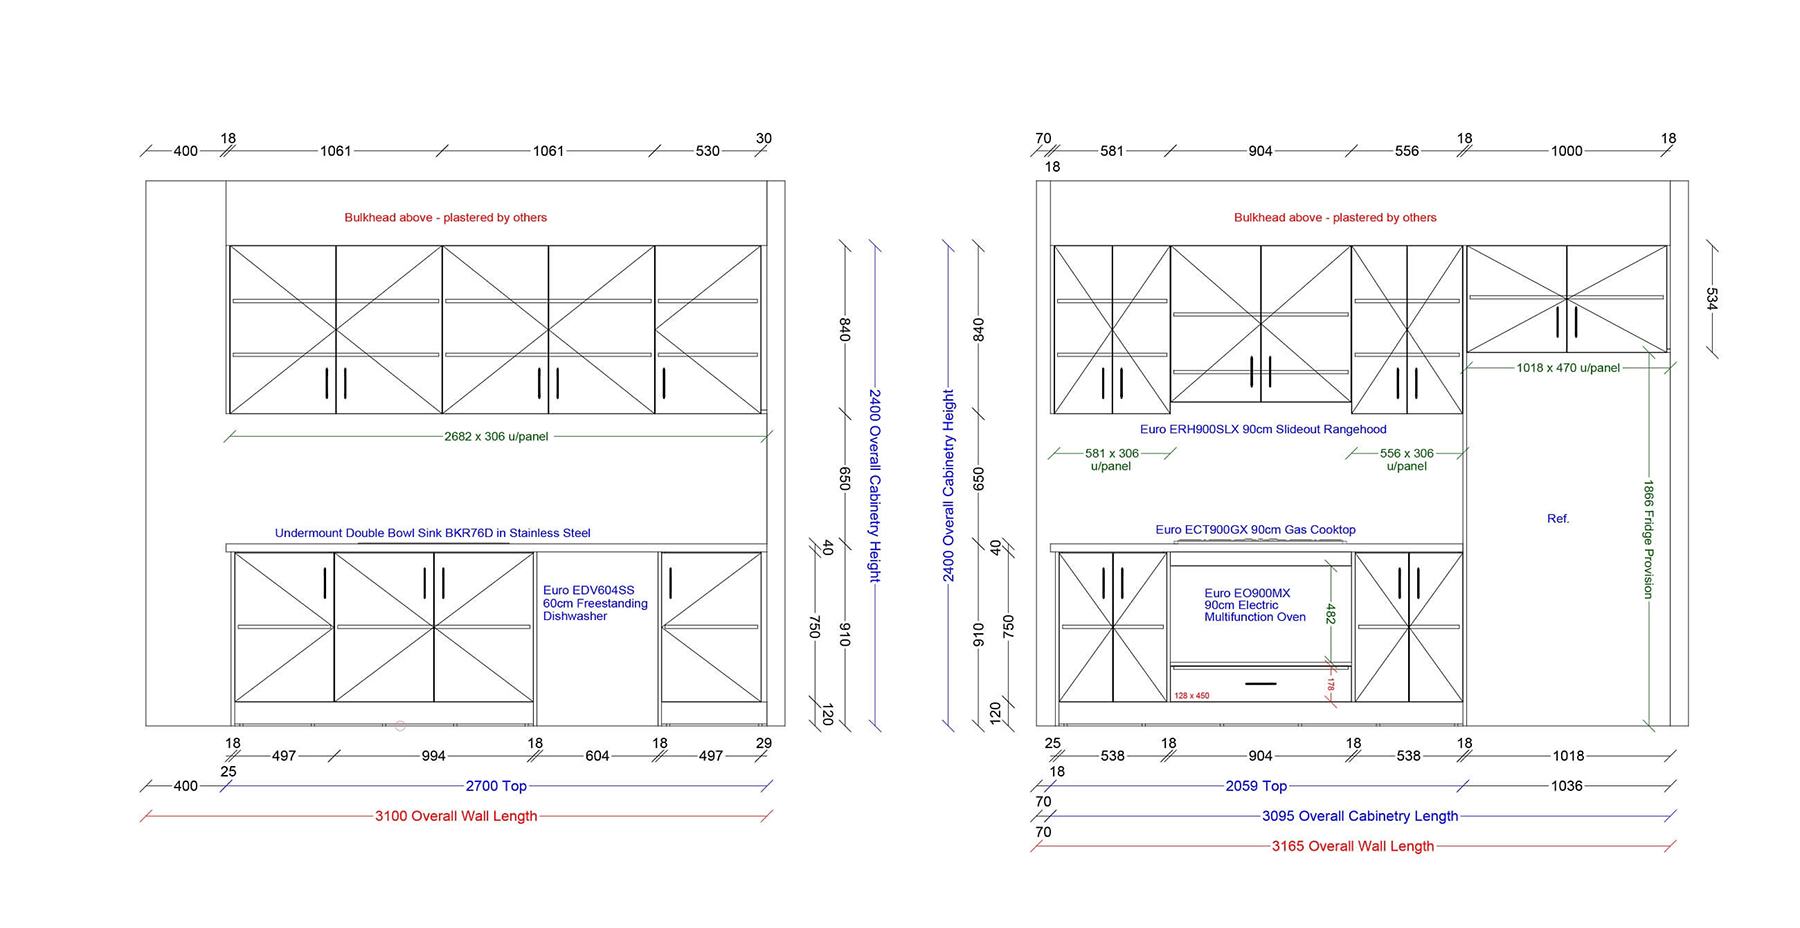 18
30
400
1061
1061
530
Bulkhead above - plastered by others
840
2682 x 306 u/panel
650
2400 Overall Cabinetry Height
Undermount Double Bowl Sink BKR76D in Stainless Steel
40
Euro EDV604SS
60cm Freestanding
Dishwasher
750
910
120
18
18
18
29
497
994
604
497
25
400
2700 Top
3100 Overall Wall Length
70
18
18
581
904
556
1000
18
Bulkhead above - plastered by others
840
534
1018 x 470 u/panel
2400 Overall Cabinetry Height
Euro ERH900SLX 90cm Slideout Rangehood
581 x 306
u/panel
556 x 306
u/panel
650
1866 Fridge Provision
Ref.
Euro ECT900GX 90cm Gas Cooktop
40
Euro EO900MX
90cm Electric
Multifunction Oven
482
750
910
178
128 x 450
120
25
18
18
18
538
904
538
1018
18
2059 Top
1036
70
3095 Overall Cabinetry Length
70
3165 Overall Wall Length